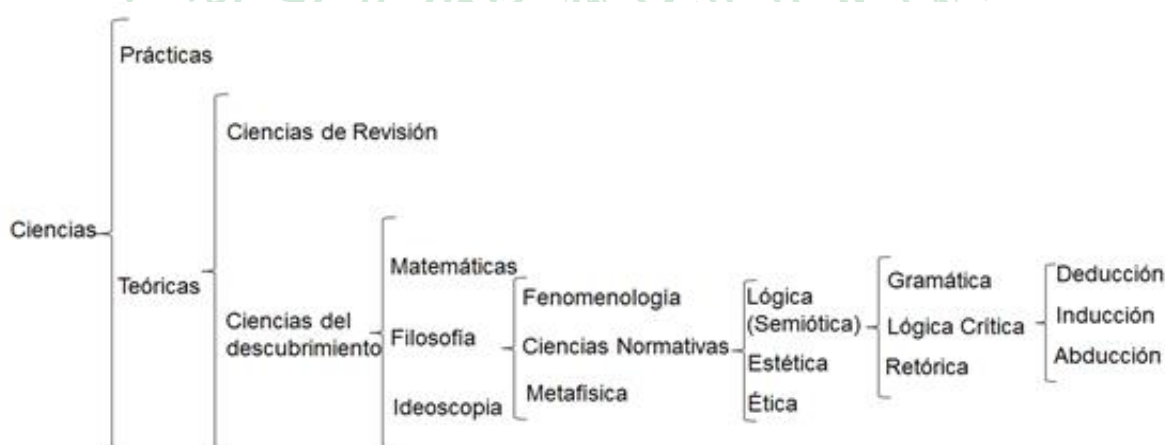 Prácticas
Ciencias de Revisión
Ciencias
Teóricas
Ciencias del
descubrimiento
Matemáticas
Filosofía
Ideoscopia
Fenomenología
Ciencias Normativas
Metafísica
Lógica
(Semiótica)
Estética
Ética
Gramática
Lógica Crítica
Retórica
Deducción
Inducción
Abducción